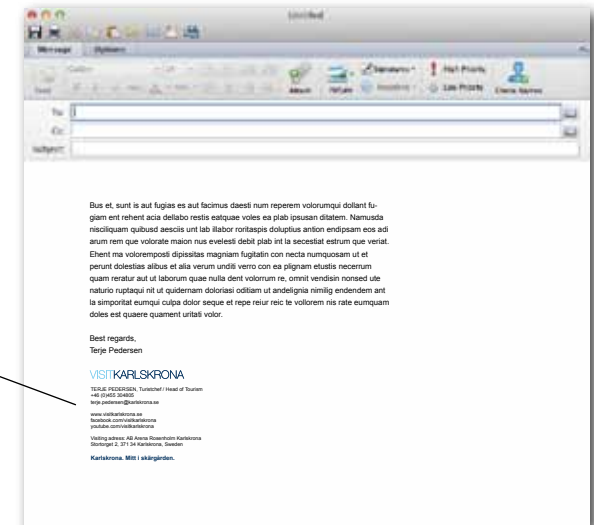 Untitled
Message Options
Attach Picture Signatures High Priority Low Priority Check Names
To:
Cc:
Subject:
Bus et, sunt is aut fugias es aut facimus daesti num reperem volorumqui dollant fu-
giam ent rehent acia dellabo restis eatquae voles ea plab ipsusan ditatem. Namusda
nisciliquam quibusd aesciis unt lab illabor roritaspis doluptius antion endipsam eos adi
arum rem que volorate maion nus evelesti debit plab int la secestiat estrum que veriat.
Ehent ma voloremposti dipissitas magniam fugitatin con necta numquosam ut et
perunt dolestias alibus et alia verum unditi verro con ea plignam etustis necerrum
quam reratur aut ut laborum quae nulla dent volorrum re, omnit vendisin nonsed ute
naturio ruptaqui nit ut quidernam doloriasi oditiam ut andelignia nimilig endendem ant
la simporitat eumqui culpa dolor seque et repe reiur reic te vollorem nis rate eumquam
doles est quaere quament uritati volor.
Best regards,
Terje Pedersen
VISITKARLSKRONA
TERJE PEDERSEN, Turistchef / Head of Tourism
+46 (0)455 304805
terje.pedersen@karlskrona.se
www.visitkarlskrona.se
facebook.com/visitkarlskrona
youtube.com/visitkarlskrona
Visiting adress: AB Arena Rosenholm Karlskrona
Stortorget 2, 371 34 Karlskrona, Sweden
Karlskrona. Mitt i skärgården.